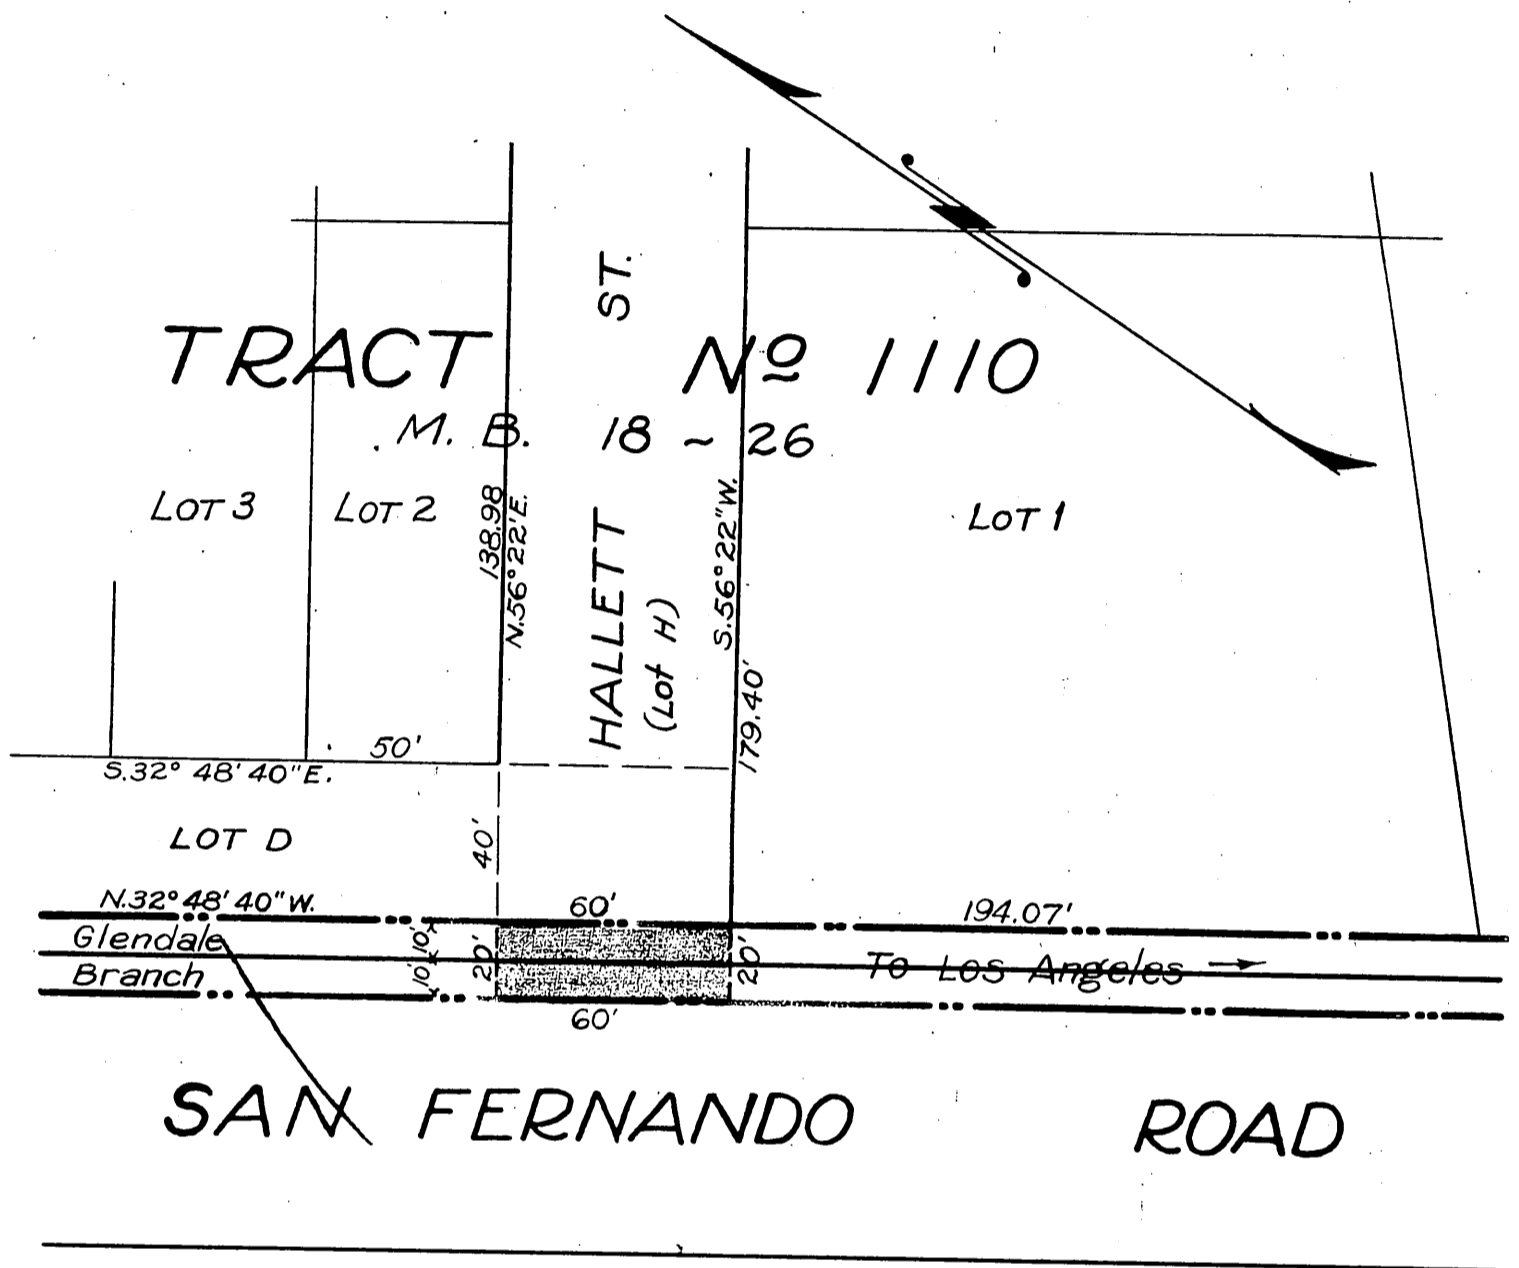 TRACT Nº 1110
M. B. 18 ~ 26
HALLETT ST.
(Lot H)
LOT 3
LOT 2
LOT 1
138.98
N.56°22'E.
S.56°22"W.
179.40'
50'
S.32° 48' 40"E.
LOT D
40'
N.32° 48' 40"W.
60'
194.07'
Glendale
Branch
10'
10'
20'
20'
To Los Angeles
60'
SAN FERNANDO ROAD